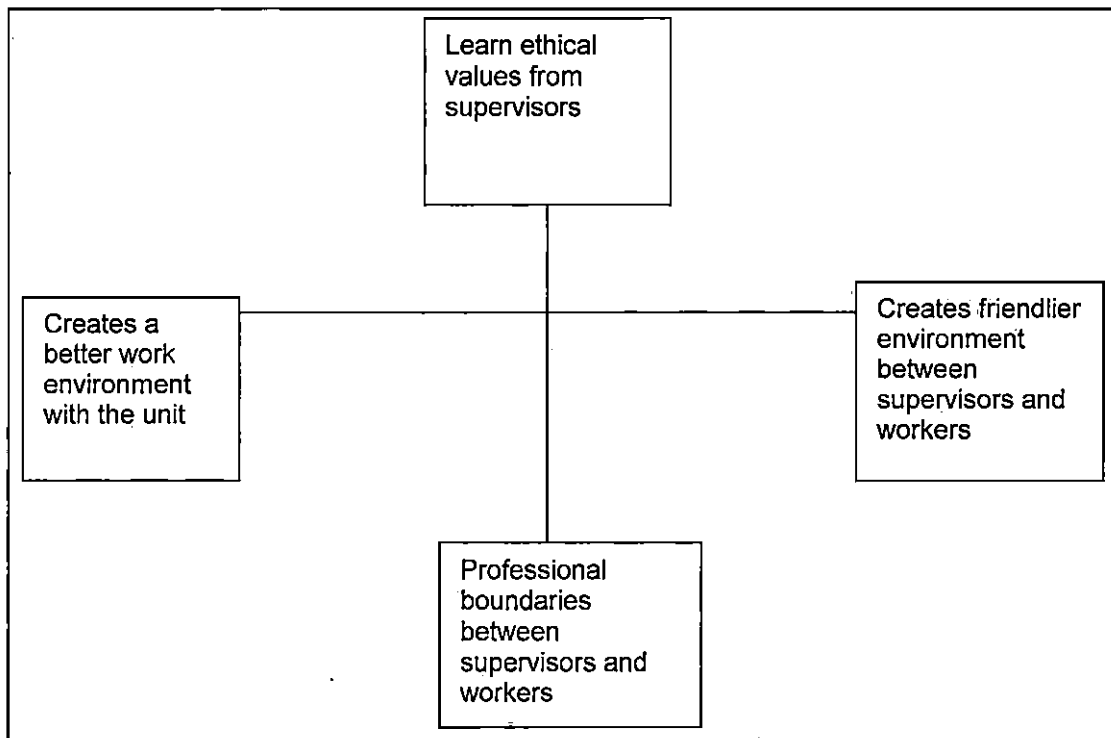 Learn ethical
values from
supervisors
Creates a
better work
environment
with the unit
Creates friendlier
environment
between
supervisors and
workers
Professional
boundaries
between
supervisors and
workers